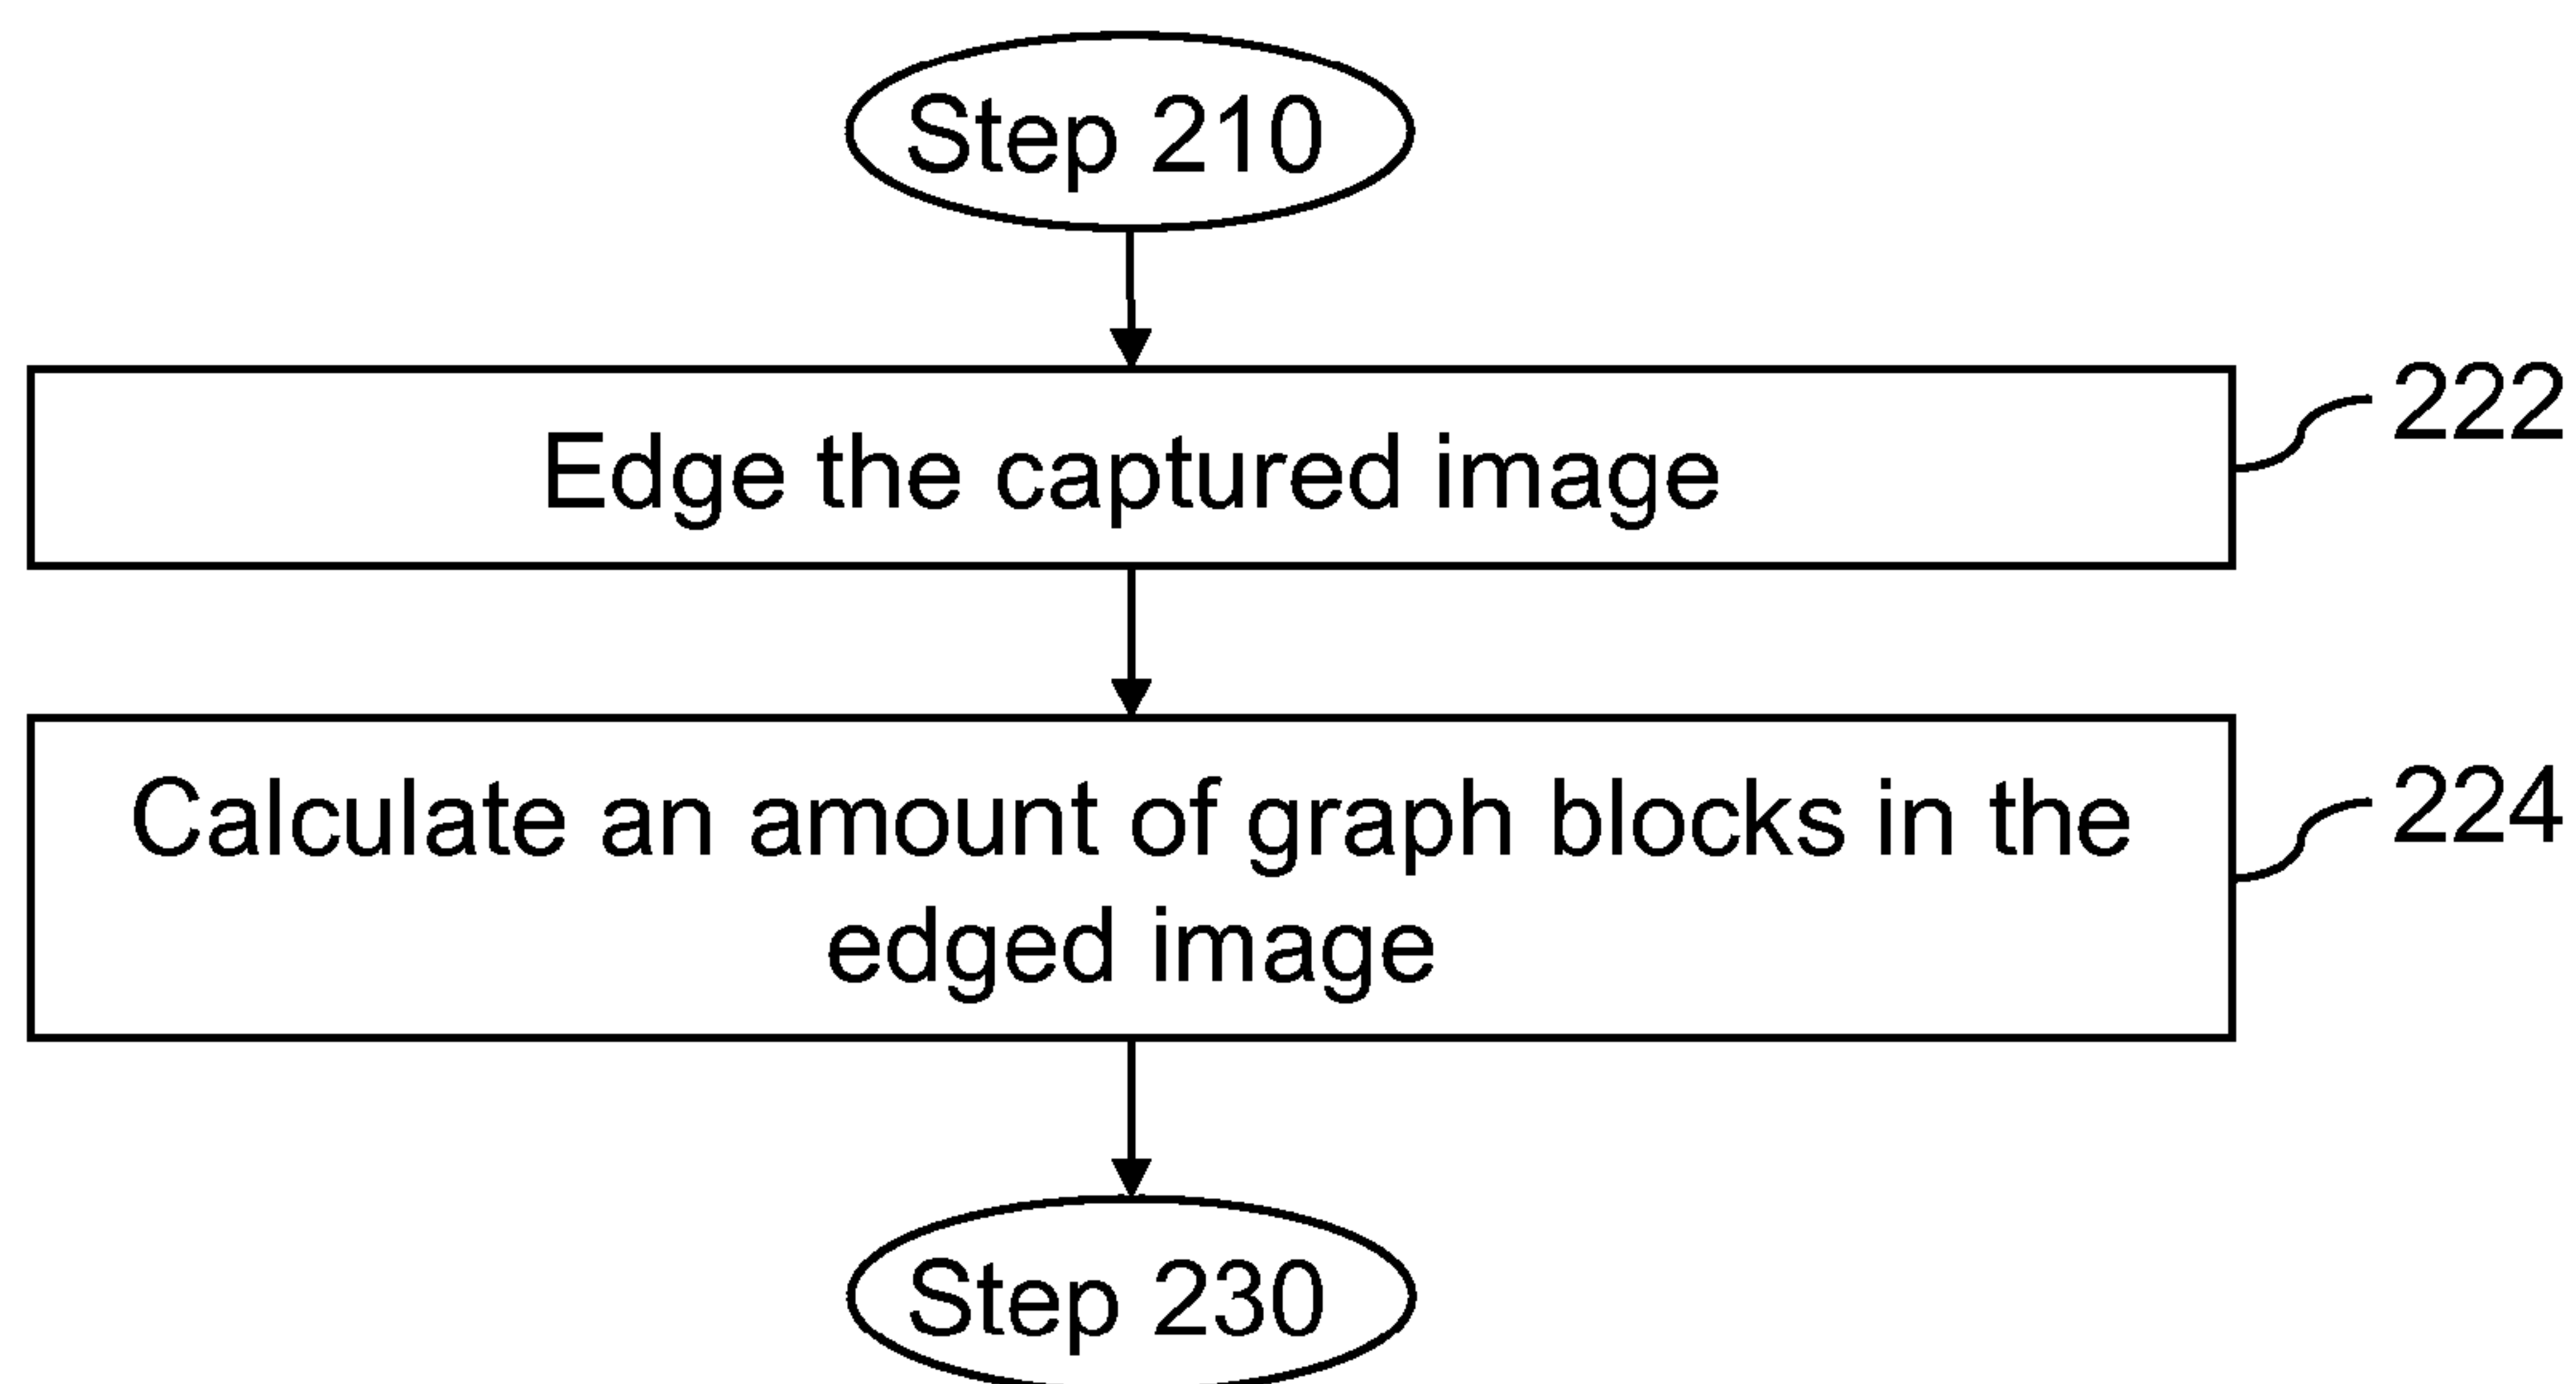 Step 210
Edge the captured image
222
Calculate an amount of graph blocks in the
edged image
224
Step 230